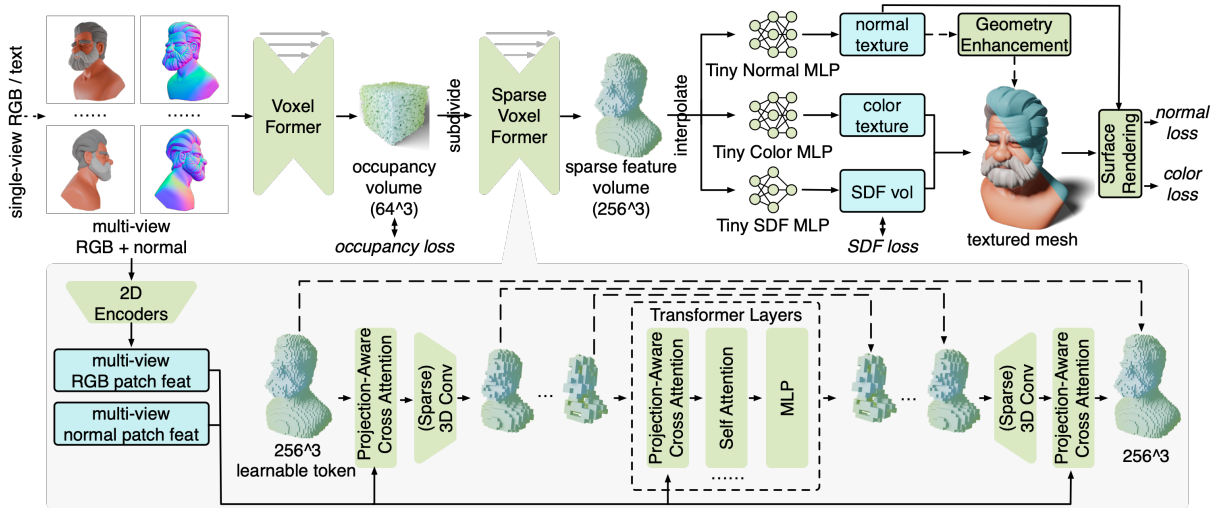 single-view RGB / text
......
......
multi-view
RGB + normal
Voxel
Former
occupancy
volume
(64^3)
occupancy loss
subdivide
Sparse
Voxel
Former
sparse feature
volume
(256^3)
interpolate
Tiny Normal MLP
Tiny Color MLP
Tiny SDF MLP
normal
texture
color
texture
SDF vol
SDF loss
Geometry
Enhancement
textured mesh
Surface
Rendering
normal
loss
color
loss
2D
Encoders
multi-view
RGB patch feat
multi-view
normal patch feat
256^3
learnable token
Projection-Aware
Cross Attention
(Sparse)
3D Conv
...
Transformer Layers
Projection-Aware
Cross Attention
Self Attention
MLP
......
...
(Sparse)
3D Conv
Projection-Aware
Cross Attention
256^3